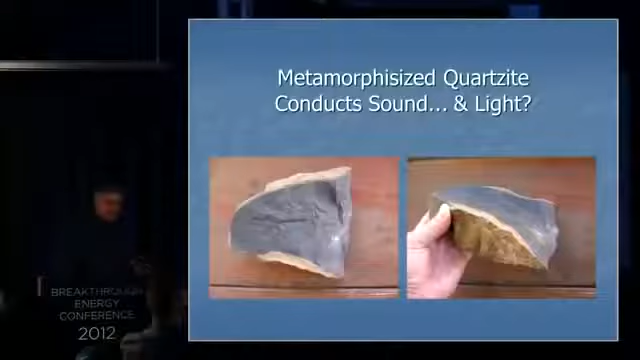 Metamorphisized Quartzite
Conducts Sound... & Light?
BREAKTHROUGH
ENERGY
CONFERENCE
2012